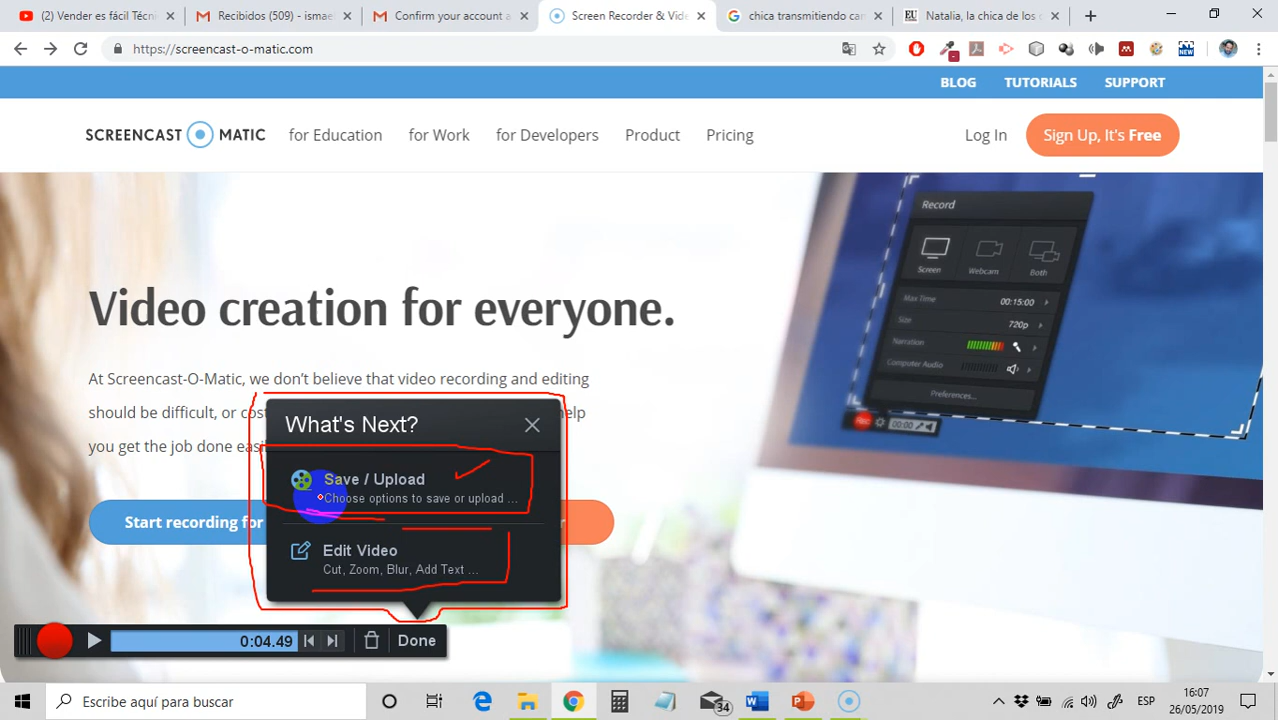 (2) Vender es fácil Técni
Recibidos (509) - ismae
Confirm your account a
Screen Recorder & Vide
chica transmitiendo can
Natalia, la chica de los
https://screencast-o-matic.com
NEW
BLOG TUTORIALS SUPPORT
SCREENCAST O MATIC for Education for Work for Developers Product Pricing Log In Sign Up, It's Free
Record
Screen Webcam Both
Max Time 00:15:00
Size 720p
Narration
Computer Audio
Preferences...
REC 00:00
Video creation for everyone.
At Screencast-O-Matic, we don't believe that video recording and editing
should be difficult, or
you get the job done
What's Next?
Save / Upload
Choose options to save or upload ...
Start recording for
Edit Video
Cut, Zoom, Blur, Add Text ...
0:04.49 Done
Escribe aquí para buscar
34
ESP
16:07
26/05/2019